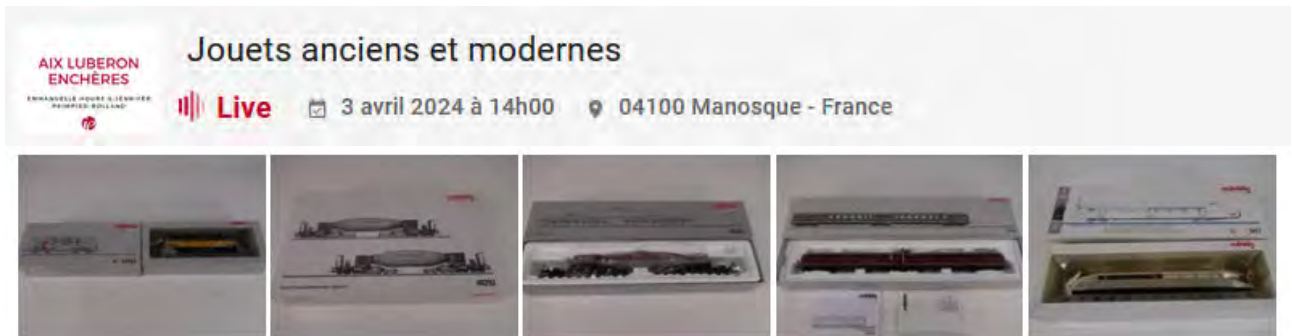 Jouets anciens et modernes
AIX LUBERON
ENCHÈRES
Live
3 avril 2024 à 14h00
04100 Manosque - France